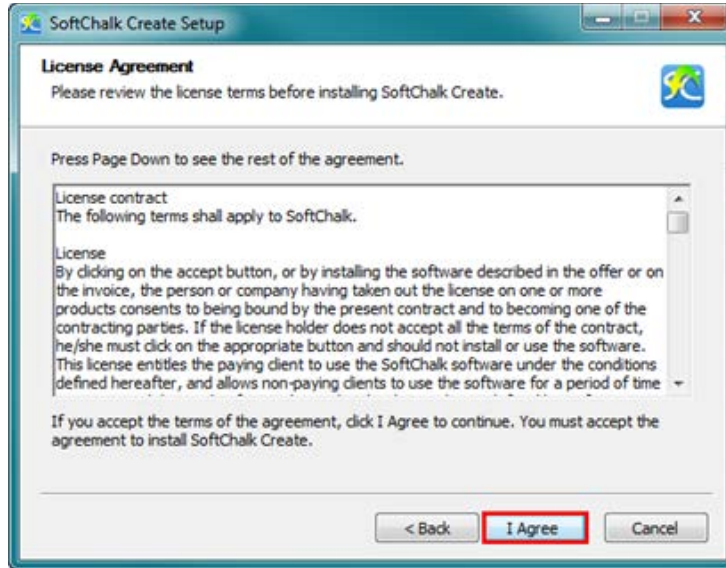 SoftChalk Create Setup
License Agreement
Please review the license terms before installing SoftChalk Create.
Press Page Down to see the rest of the agreement.
License contract
The following terms shall apply to SoftChalk.
License
By clicking on the accept button, or by installing the software described in the offer or on
the invoice, the person or company having taken out the license on one or more
products consents to being bound by the present contract and to becoming one of the
contracting parties. If the license holder does not accept all the terms of the contract,
he/she must click on the appropriate button and should not install or use the software.
This license entitles the paying client to use the SoftChalk software under the conditions
defined hereafter, and allows non-paying clients to use the software for a period of time
If you accept the terms of the agreement, click I Agree to continue. You must accept the
agreement to install SoftChalk Create.
< Back
I Agree
Cancel